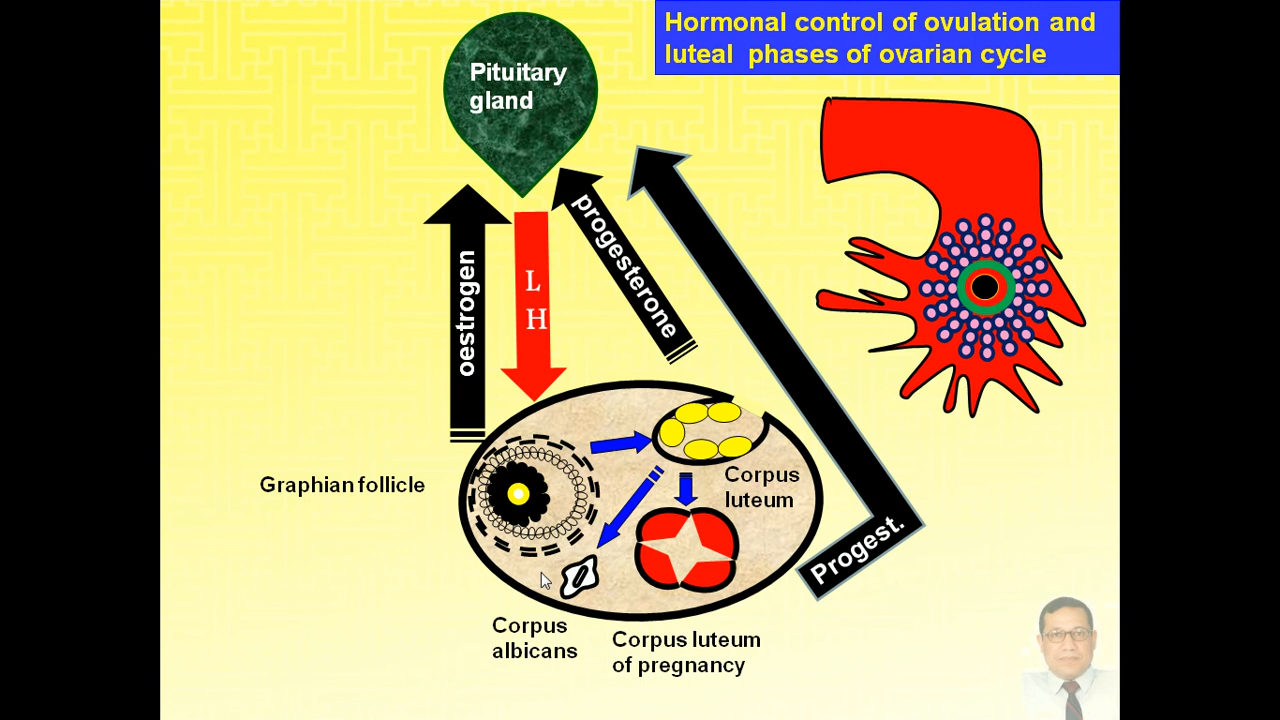 Hormonal control of ovulation and
luteal phases of ovarian cycle
Pituitary
gland
oestrogen
L
H
progesterone
Progest.
Graphian follicle
Corpus
luteum
Corpus
albicans
Corpus luteum
of pregnancy